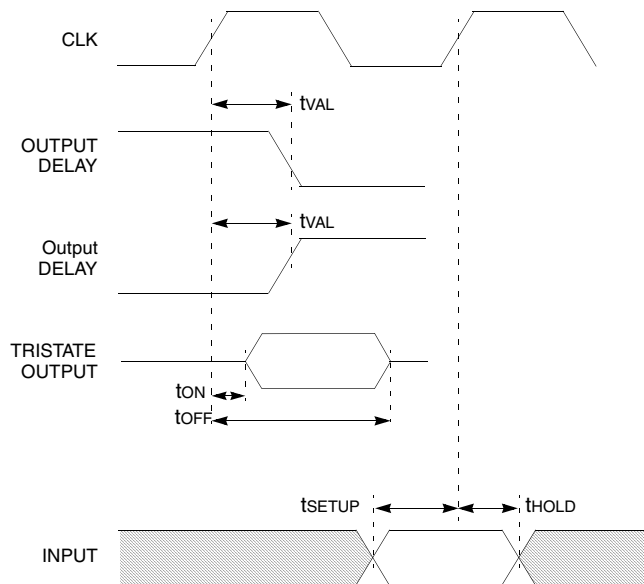 CLK
tVAL
OUTPUT
DELAY
tVAL
Output
DELAY
TRISTATE
OUTPUT
tON
tOFF
tSETUP
tHOLD
INPUT